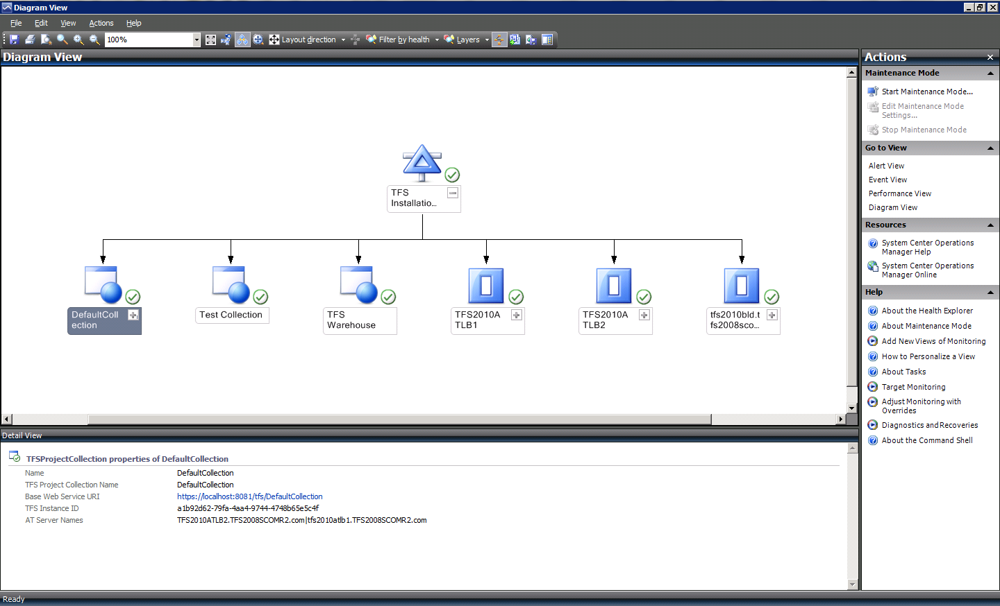 Diagram View
File Edit View Actions Help
100% Layout direction Filter by health Layers
Diagram View
TFS
Installatio...
DefaultColl
ection
Test Collection
TFS
Warehouse
TFS2010A
TLB1
TFS2010A
TLB2
tfs2010bld.t
fs2008sco...
Detail View
TFSProjectCollection properties of DefaultCollection
Name DefaultCollection
TFS Project Collection Name DefaultCollection
Base Web Service URI https://localhost:8081/tfs/DefaultCollection
TFS Instance ID a1b92d62-79fa-4aa4-9744-4748b65e5c4f
AT Server Names TFS2010ATLB2.TFS2008SCOMR2.com|tfs2010atlb1.TFS2008SCOMR2.com
Actions
Maintenance Mode
Start Maintenance Mode...
Edit Maintenance Mode
Settings...
Stop Maintenance Mode
Go to View
Alert View
Event View
Performance View
Diagram View
Resources
System Center Operations
Manager Help
System Center Operations
Manager Online
Help
About the Health Explorer
About Maintenance Mode
Add New Views of Monitoring
How to Personalize a View
About Tasks
Target Monitoring
Adjust Monitoring with
Overrides
Diagnostics and Recoveries
About the Command Shell
Ready